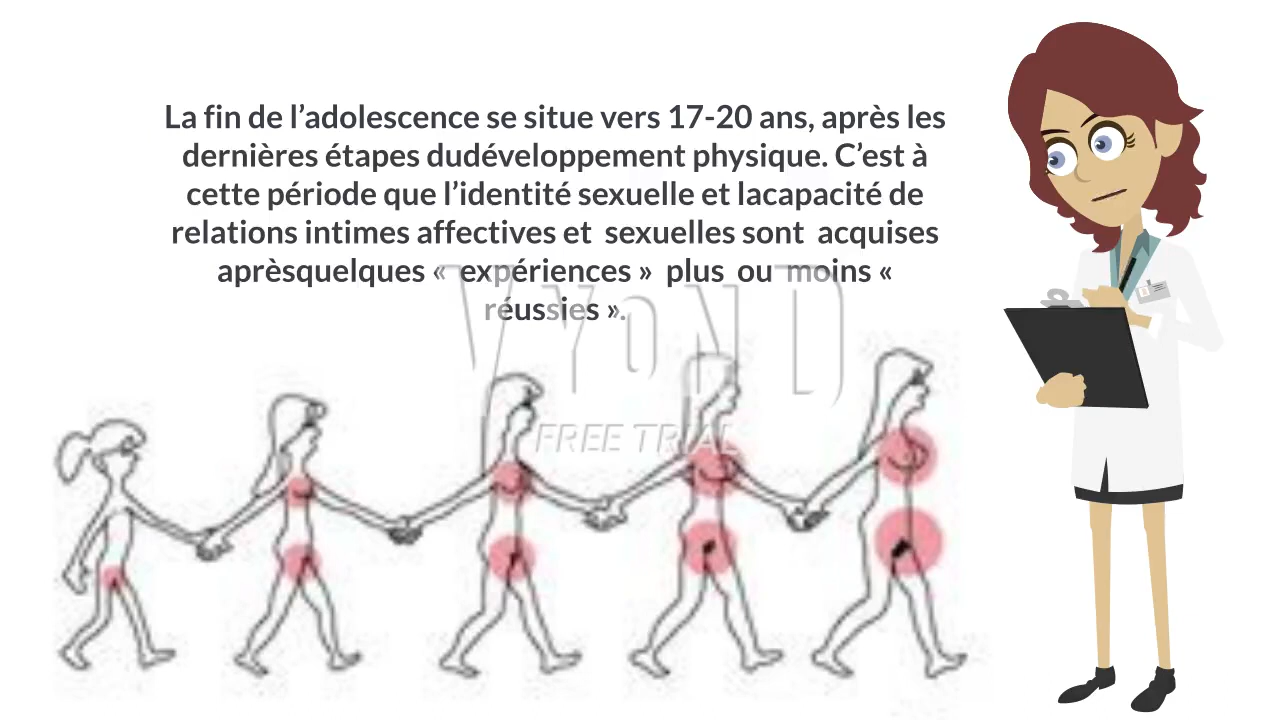 La fin de l’adolescence se situe vers 17-20 ans, après les
dernières étapes dudéveloppement physique. C’est à
cette période que l’identité sexuelle et lacapacité de
relations intimes affectives et sexuelles sont acquises
aprèsquelques « expériences » plus ou moins «
réussies ».
VYOND
FREE TRIAL